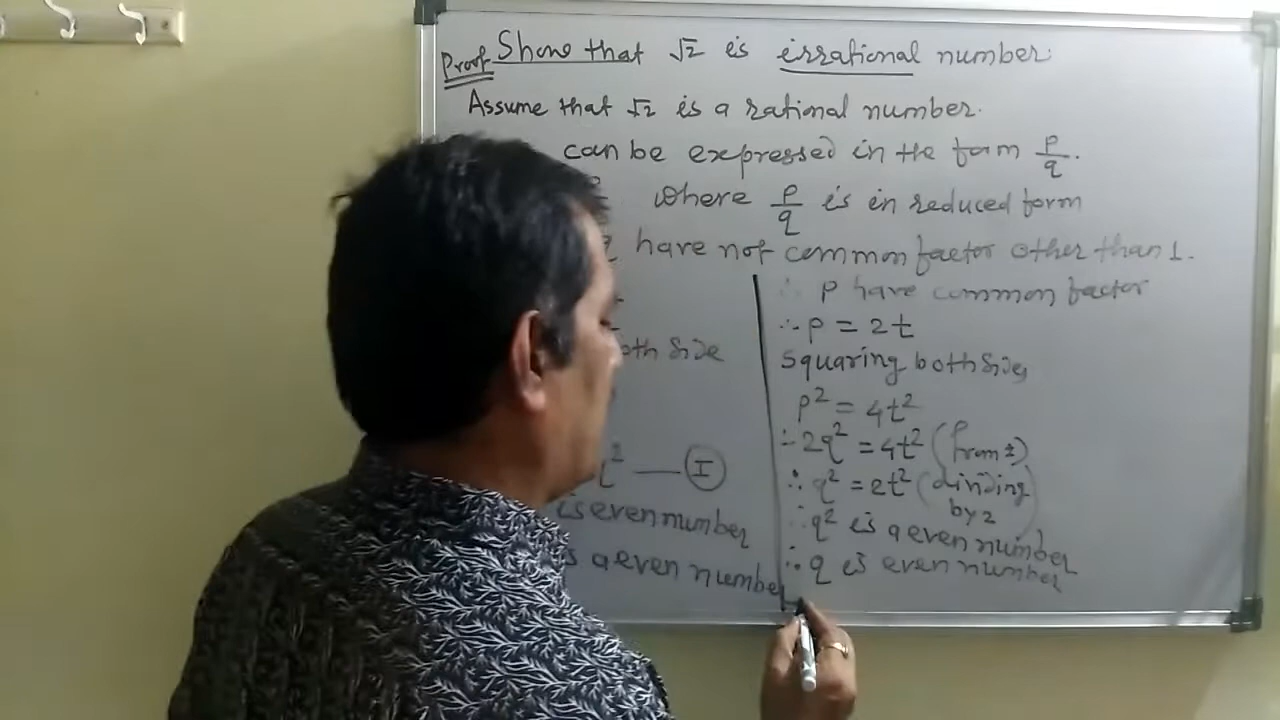 Show that √2 is irrational number.
Proof
Assume that √2 is a rational number.
can be expressed in the form p/q.
where p/q is in reduced form
have not common factor other than 1.
oth side
q² — I
is even number
s a even number
∴ p have common factor
∴ p = 2t
squaring both side,
p² = 4t²
∴ 2q² = 4t² (from I)
∴ q² = 2t² (dividing by 2)
∴ q² is a even number
∴ q is even number